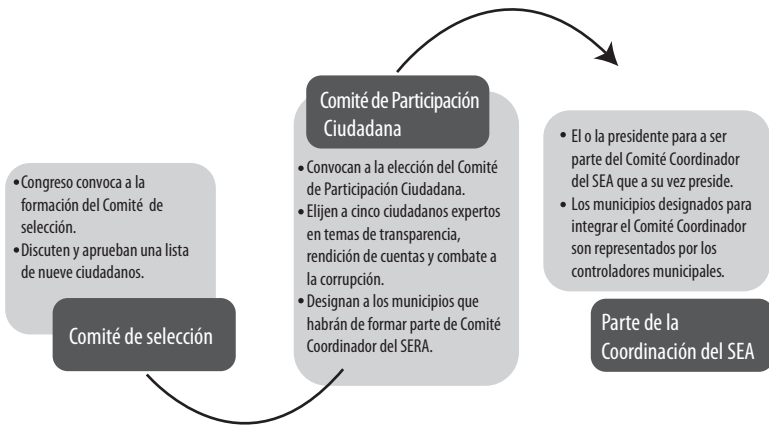 •Congreso convoca a la
formación del Comité de
selección.
•Discuten y aprueban una lista
de nueve ciudadanos.
Comité de selección
Comité de Participación
Ciudadana
•Convocan a la elección del Comité
de Participación Ciudadana.
•Elijen a cinco ciudadanos expertos
en temas de transparencia,
rendición de cuentas y combate a
la corrupción.
•Designan a los municipios que
habrán de formar parte de Comité
Coordinador del SERA.
• El o la presidente para a ser
parte del Comité Coordinador
del SEA que a su vez preside.
• Los municipios designados para
integrar el Comité Coordinador
son representados por los
controladores municipales.
Parte de la
Coordinación del SEA